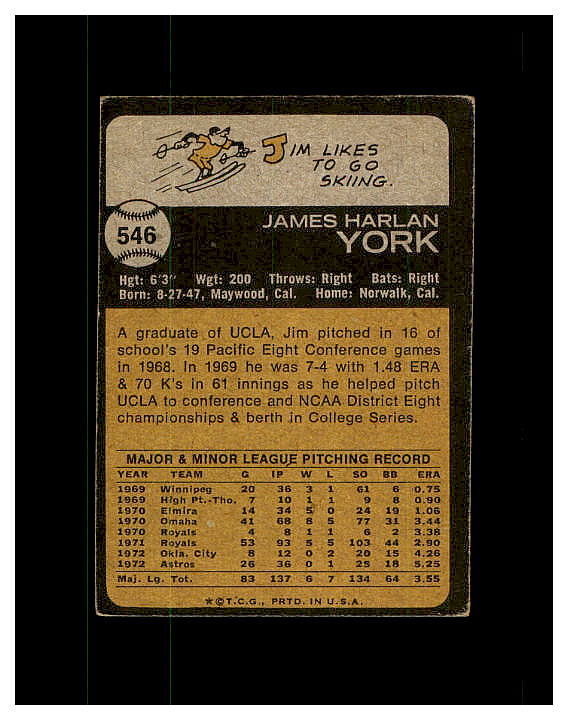 JIM LIKES
TO GO
SKIING.
546
JAMES HARLAN
YORK
Hgt: 6'3" Wgt: 200 Throws: Right Bats: Right
Born: 8-27-47, Maywood, Cal. Home: Norwalk, Cal.
A graduate of UCLA, Jim pitched in 16 of
school's 19 Pacific Eight Conference games
in 1968. In 1969 he was 7-4 with 1.48 ERA
& 70 K's in 61 innings as he helped pitch
UCLA to conference and NCAA District Eight
championships & berth in College Series.
MAJOR & MINOR LEAGUE PITCHING RECORD
YEAR TEAM G IP W L SO BB ERA
1969 Winnipeg 20 36 3 1 61 6 0.75
1969 High Pt.-Tho. 7 10 1 1 9 8 0.90
1970 Elmira 14 34 5 0 24 19 1.06
1970 Omaha 41 68 8 5 77 31 3.44
1970 Royals 4 8 1 1 6 2 3.38
1971 Royals 53 93 5 5 103 44 2.90
1972 Okla. City 8 12 0 2 20 15 4.26
1972 Astros 26 36 0 1 25 18 5.25
Maj. Lg. Tot. 83 137 6 7 134 64 3.55
★©T.C.G., PRTD. IN U.S.A.